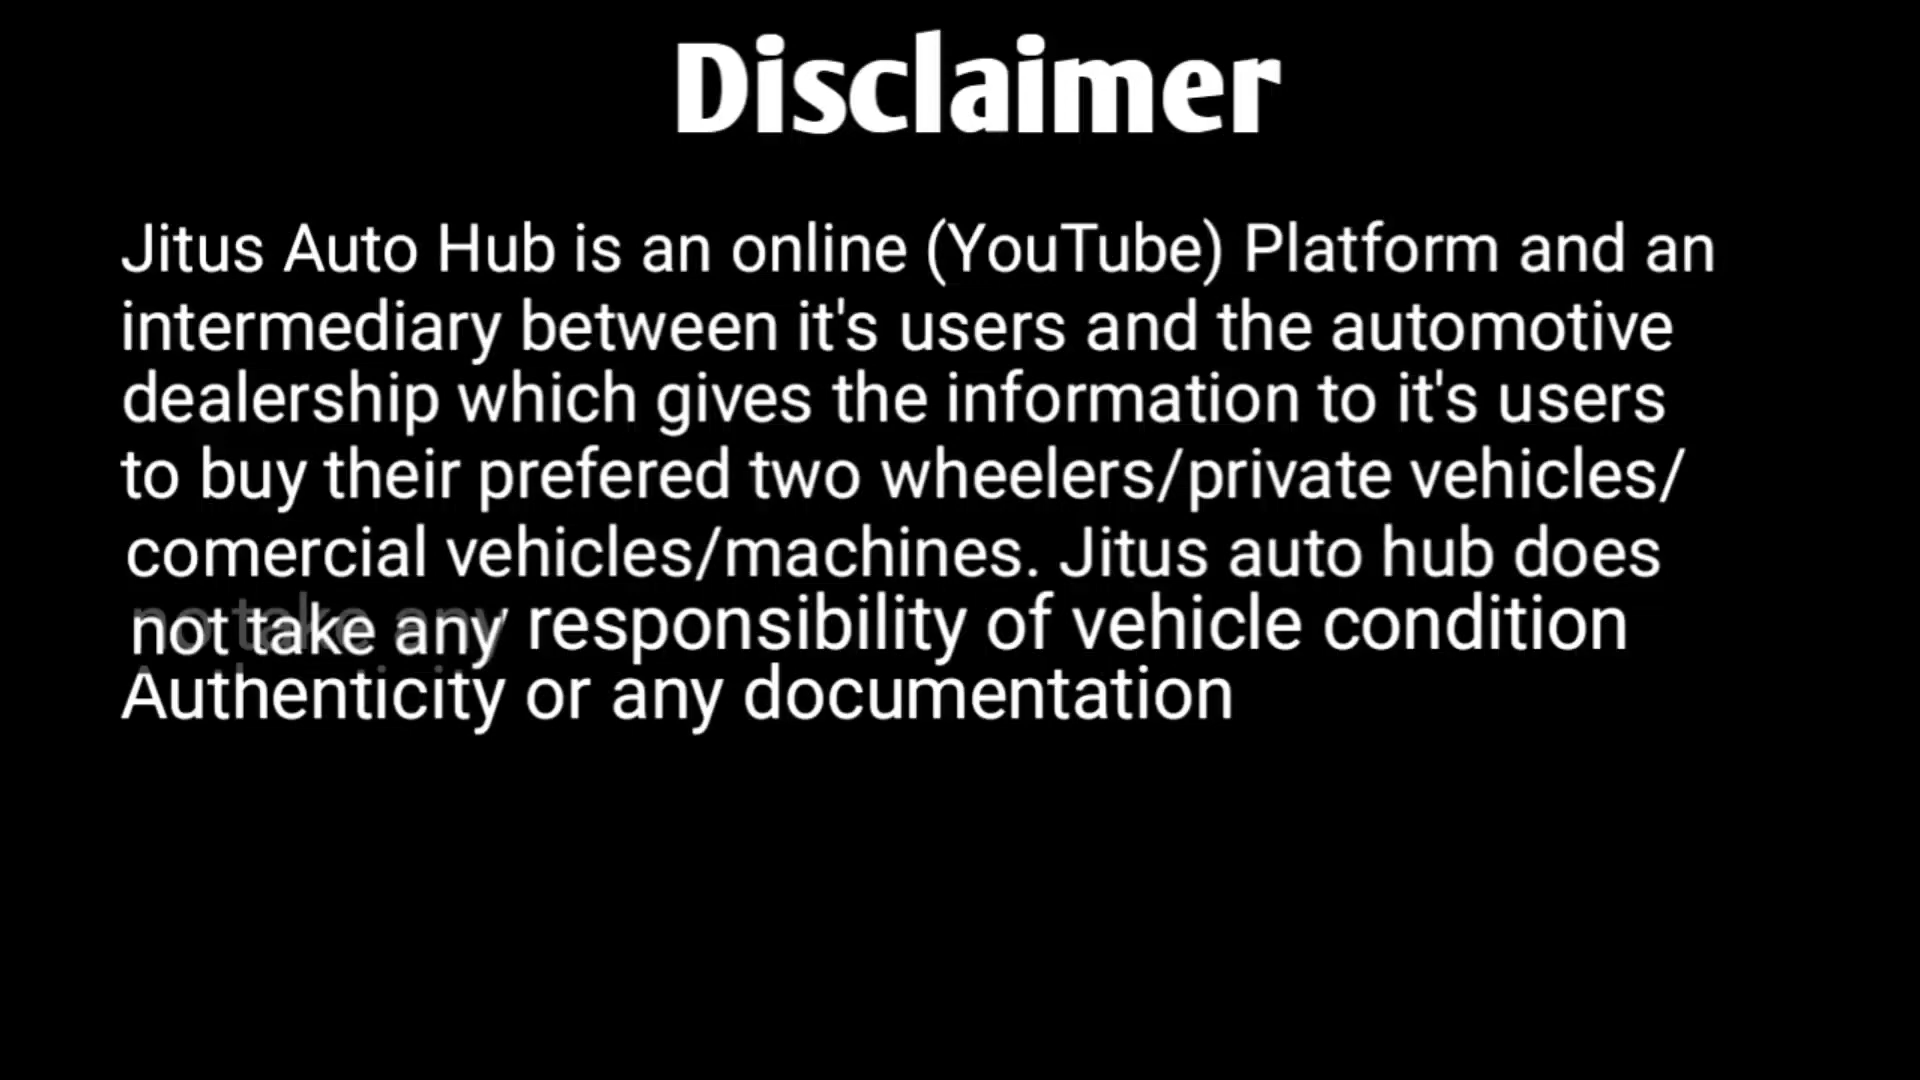 Disclaimer
Jitus Auto Hub is an online (YouTube) Platform and an
intermediary between it's users and the automotive
dealership which gives the information to it's users
to buy their prefered two wheelers/private vehicles/
comercial vehicles/machines. Jitus auto hub does
not take any responsibility of vehicle condition
Authenticity or any documentation